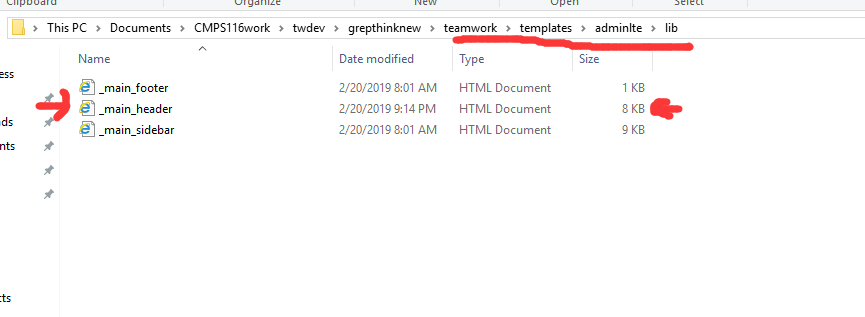 Clipboard Organize New Open Select
This PC > Documents > CMPS116work > twdev > grepthinknew > teamwork > templates > adminlte > lib
Name Date modified Type Size
ess
_main_footer 2/20/2019 8:01 AM HTML Document 1 KB
_main_header 2/20/2019 9:14 PM HTML Document 8 KB
ads
_main_sidebar 2/20/2019 8:01 AM HTML Document 9 KB
nts
cts